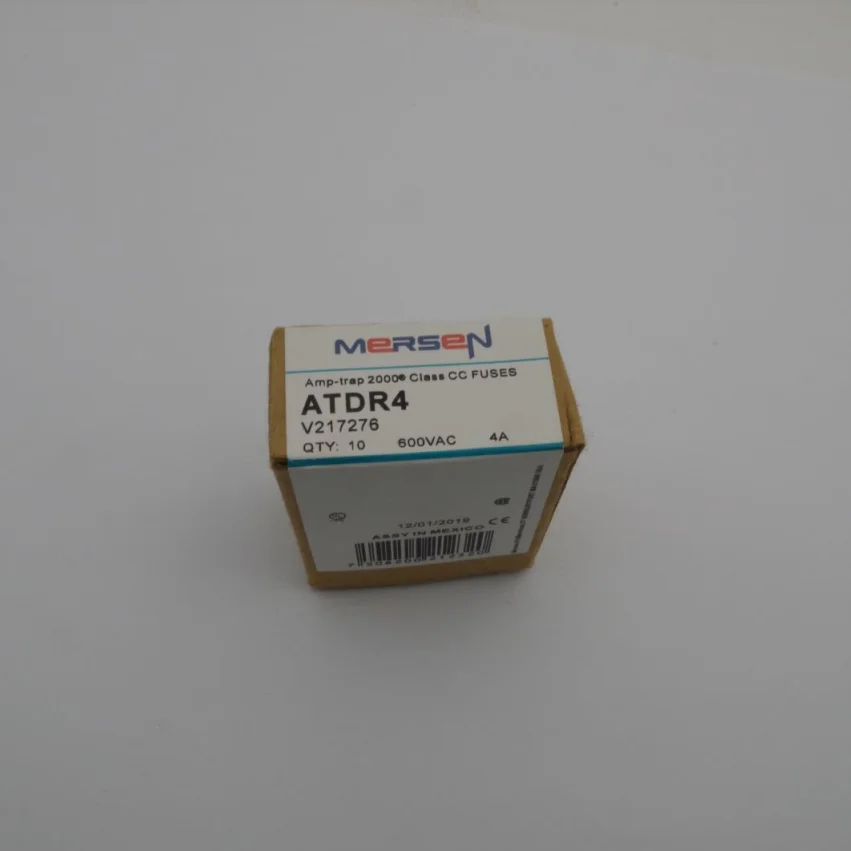 MERSEN
Amp-trap 2000® Class CC FUSES
ATDR4
V217276
QTY: 10 600VAC 4A
12/01/2019
CE
ASSY IN MEXICO